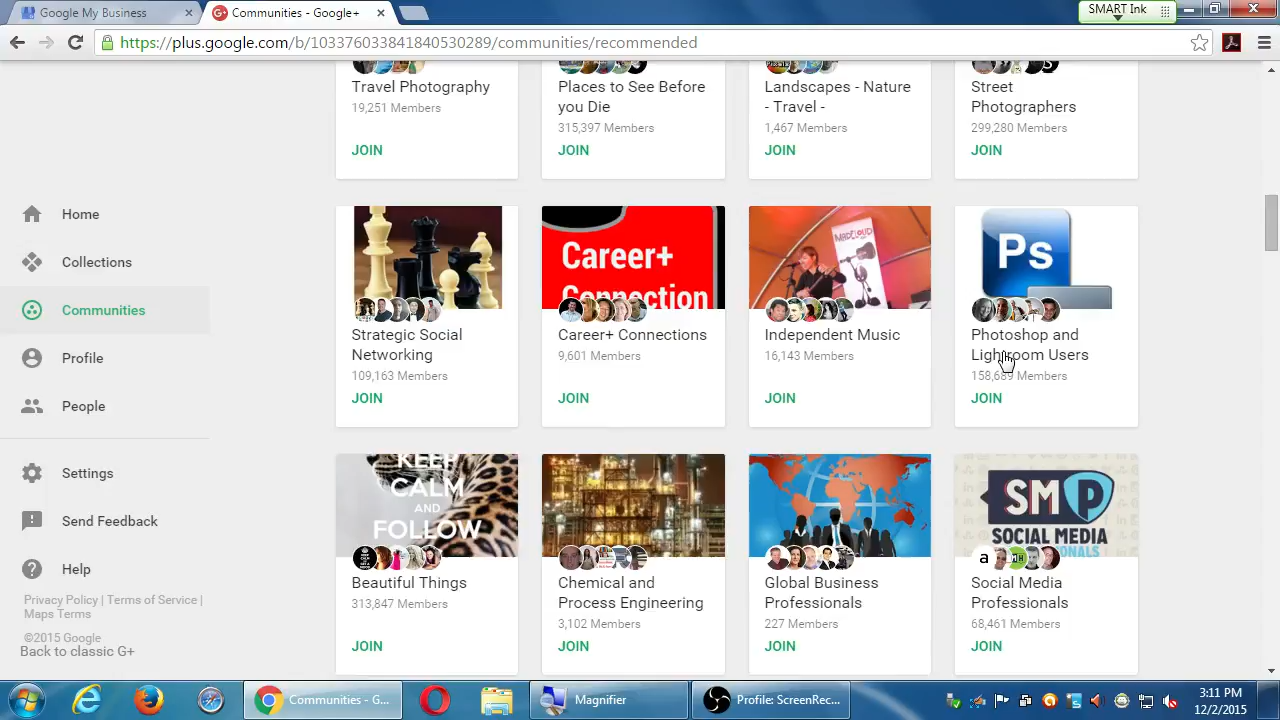 Google My Business
Communities - Google+
SMART Ink
https://plus.google.com/b/103376033841840530289/communities/recommended
Travel Photography
19,251 Members
JOIN
Places to See Before
you Die
315,397 Members
JOIN
Landscapes - Nature
- Travel -
1,467 Members
JOIN
Street
Photographers
299,280 Members
JOIN
Home
Collections
Communities
Profile
People
Settings
Send Feedback
Help
Privacy Policy | Terms of Service |
Maps Terms
©2015 Google
Back to classic G+
Strategic Social
Networking
109,163 Members
JOIN
Career+
Connection
Career+ Connections
9,601 Members
JOIN
MADCLOUD
Independent Music
16,143 Members
JOIN
Ps
Photoshop and
Lightroom Users
158,689 Members
JOIN
KEEP
CALM
AND
FOLLOW
Beautiful Things
313,847 Members
JOIN
Chemical and
Process Engineering
3,102 Members
JOIN
Global Business
Professionals
227 Members
JOIN
SMP
SOCIAL MEDIA
a
Social Media
Professionals
68,461 Members
JOIN
Communities - G...
Magnifier
Profile: ScreenRec...
3:11 PM
12/2/2015